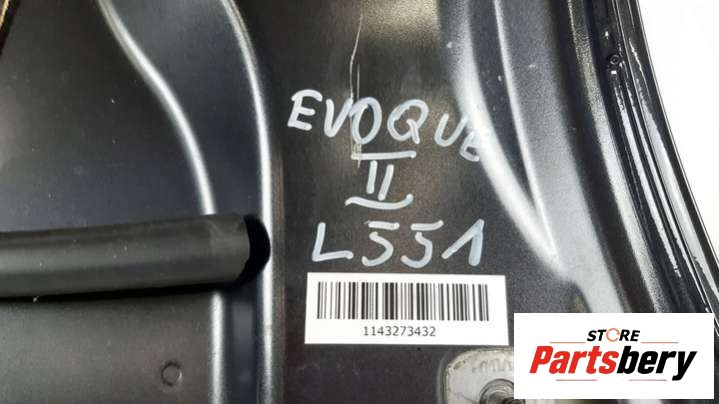 EVOQUE
II
L551
1143273432
STORE
Partsbery